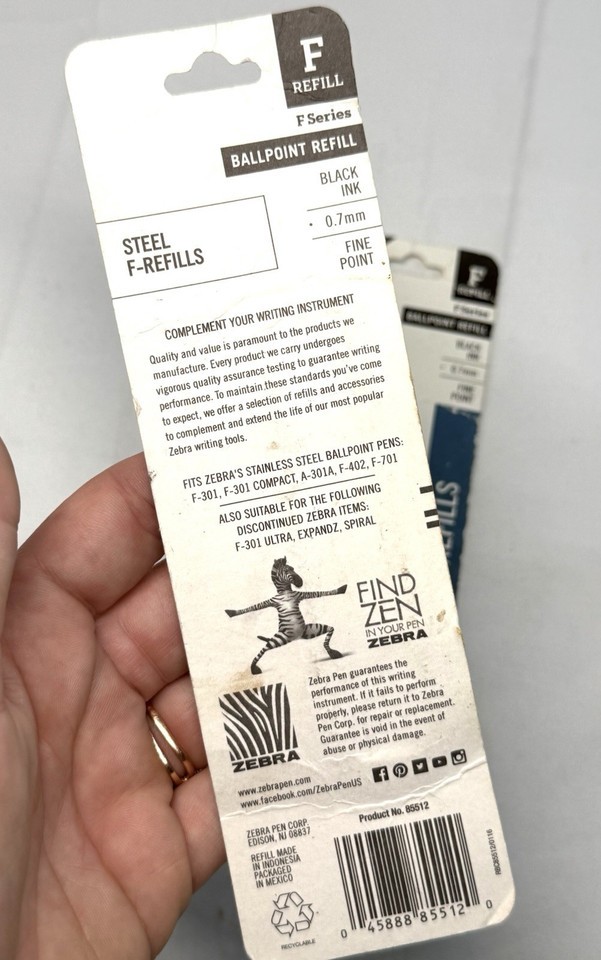 F
REFILL
F Series
BALLPOINT REFILL
BLACK
INK
0.7mm
FINE
POINT
STEEL
F-REFILLS
COMPLEMENT YOUR WRITING INSTRUMENT
Quality and value is paramount to the products we
manufacture. Every product we carry undergoes
vigorous quality assurance testing to guarantee writing
performance. To maintain these standards you've come
to expect, we offer a selection of refills and accessories
to complement and extend the life of our most popular
Zebra writing tools.
FITS ZEBRA'S STAINLESS STEEL BALLPOINT PENS:
F-301, F-301 COMPACT, A-301A, F-402, F-701
ALSO SUITABLE FOR THE FOLLOWING
DISCONTINUED ZEBRA ITEMS:
F-301 ULTRA, EXPANDZ, SPIRAL
FIND
ZEN
IN YOUR PEN
ZEBRA
Zebra Pen guarantees the
performance of this writing
instrument. If it fails to perform
properly, please return it to Zebra
Pen Corp. for repair or replacement.
Guarantee is void in the event of
abuse or physical damage.
ZEBRA
www.zebrapen.com
www.facebook.com/ZebraPenUS
Product No. 85512
ZEBRA PEN CORP.
EDISON, NJ 08837
REFILL MADE
IN INDONESIA
PACKAGED
IN MEXICO
RECYCLABLE
0 45888 85512 0
RBC85512/0116
F
REFILL
F Series
BALLPOINT REFILL
BLACK
INK
0.7mm
FINE
POINT